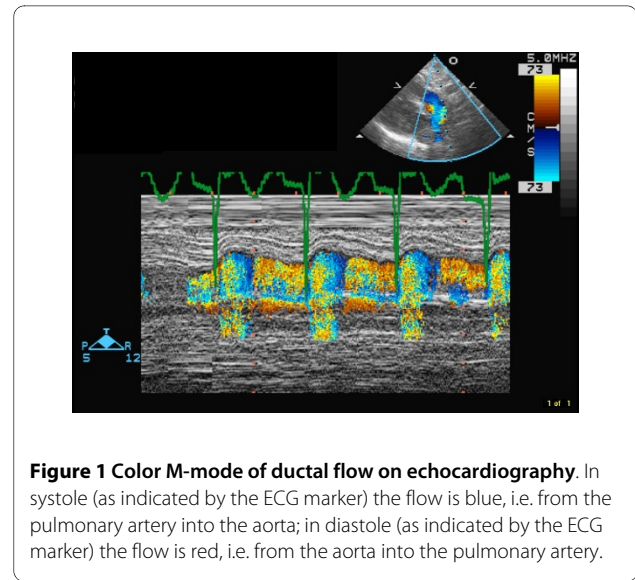 5.0MHZ
73
CM/S
73
T
P R
5 12
1 of 1
Figure 1 Color M-mode of ductal flow on echocardiography. In
systole (as indicated by the ECG marker) the flow is blue, i.e. from the
pulmonary artery into the aorta; in diastole (as indicated by the ECG
marker) the flow is red, i.e. from the aorta into the pulmonary artery.